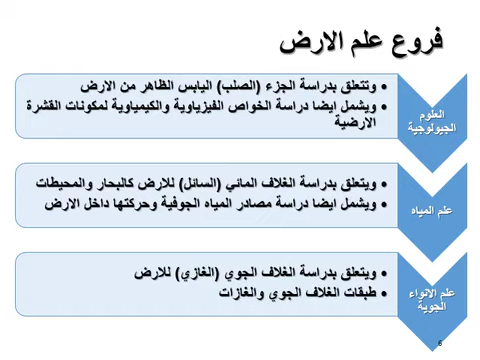 فروع علم الارض
العلوم
الجيولوجية
• وتتعلق بدراسة الجزء (الصلب) اليابس الظاهر من الارض
• ويشمل ايضا دراسة الخواص الفيزياوية والكيمياوية لمكونات القشرة
الارضية
علم المياه
• ويتعلق بدراسة الغلاف المائي (السائل) للارض كالبحار والمحيطات
• ويشمل ايضا دراسة مصادر المياه الجوفية وحركتها داخل الارض
علم الانواء
الجوية
• ويتعلق بدراسة الغلاف الجوي (الغازي) للارض
• طبقات الغلاف الجوي والغازات
6